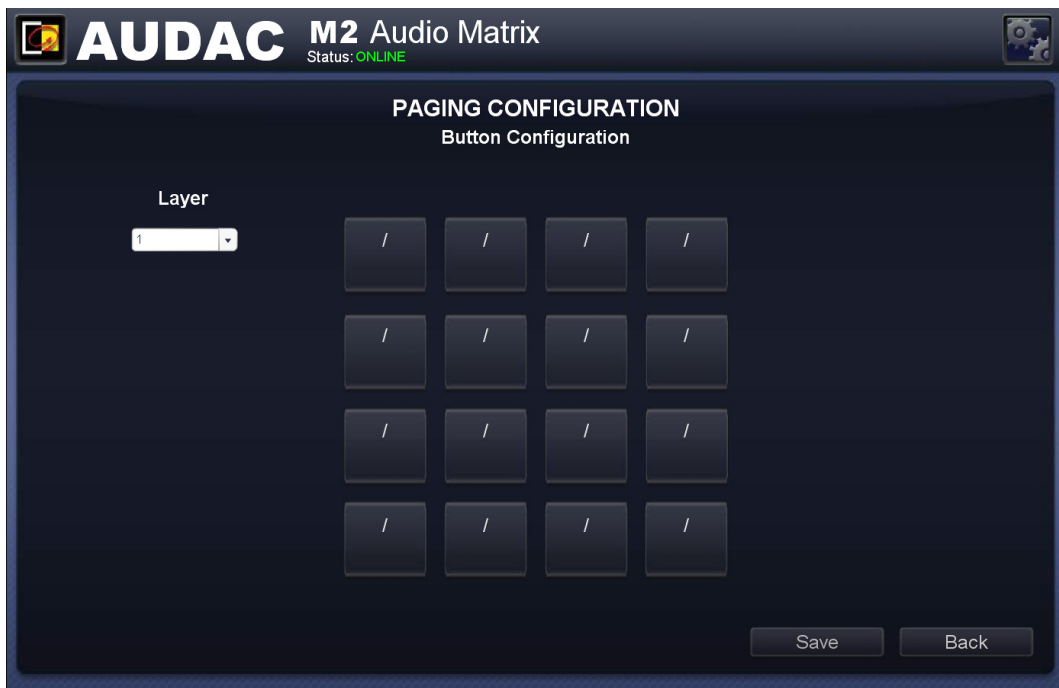 AUDAC M2 Audio Matrix
Status: ONLINE
PAGING CONFIGURATION
Button Configuration
Layer
1
/ / / /
/ / / /
/ / / /
/ / / /
Save Back